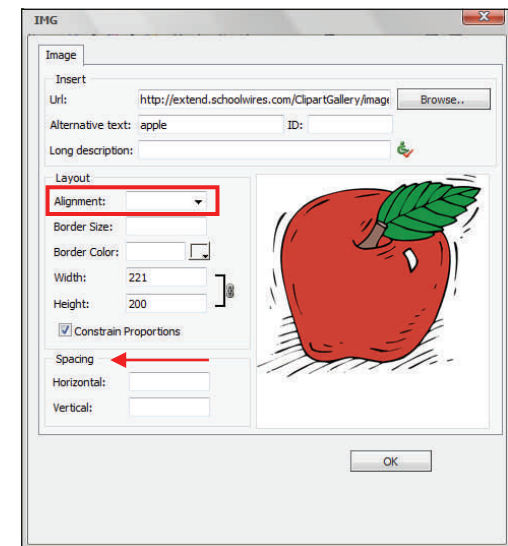 IMG
Image
Insert
Url: http://extend.schoolwires.com/ClipartGallery/image Browse..
Alternative text: apple ID:
Long description:
Layout
Alignment:
Border Size:
Border Color:
Width: 221
Height: 200
Constrain Proportions
Spacing
Horizontal:
Vertical:
OK